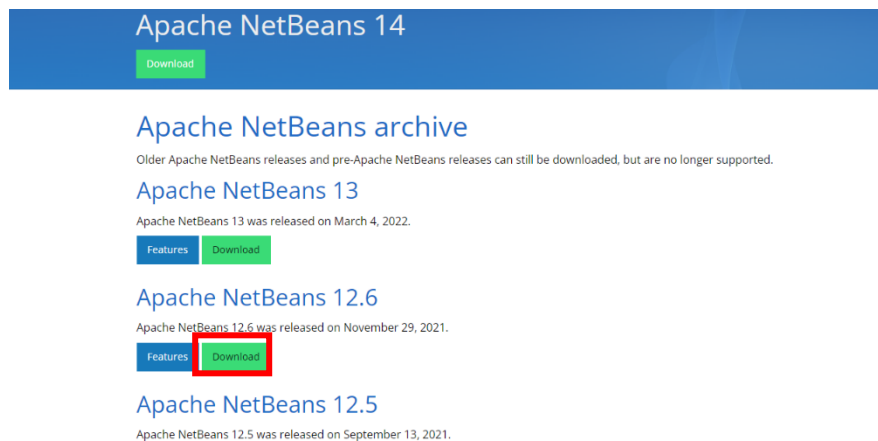 Apache NetBeans 14
Download
Apache NetBeans archive
Older Apache NetBeans releases and pre-Apache NetBeans releases can still be downloaded, but are no longer supported.
Apache NetBeans 13
Apache NetBeans 13 was released on March 4, 2022.
Features Download
Apache NetBeans 12.6
Apache NetBeans 12.6 was released on November 29, 2021.
Features Download
Apache NetBeans 12.5
Apache NetBeans 12.5 was released on September 13, 2021.